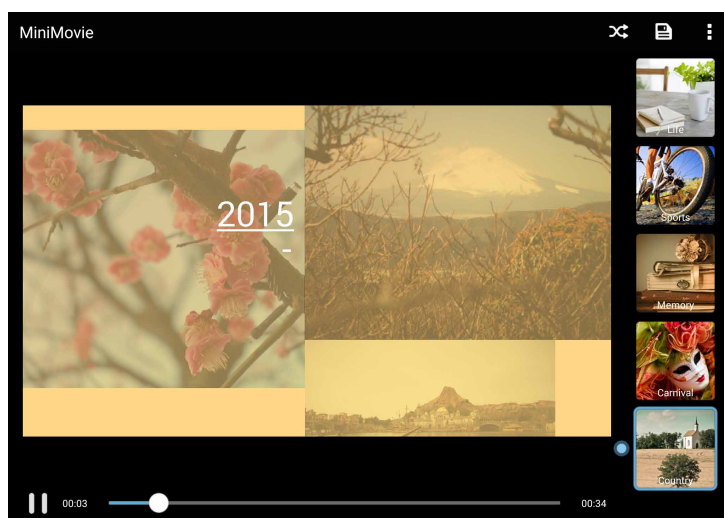 MiniMovie
2015
-
Life
Sports
Memory
Carnival
Country
00:03
00:34